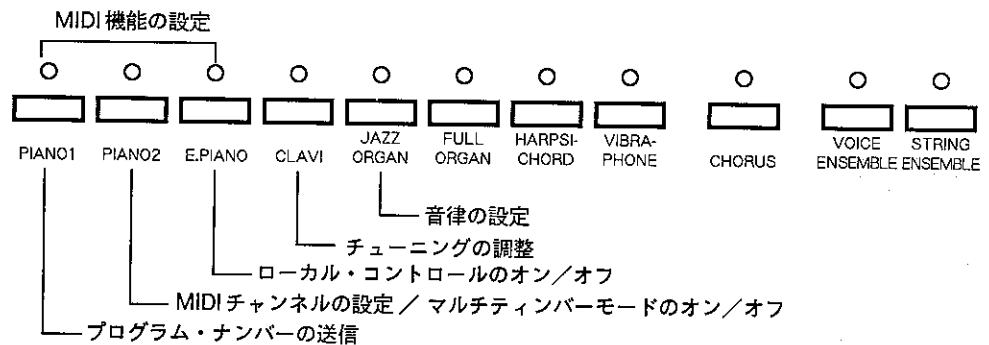 MIDI 機能の設定
PIANO1
PIANO2
E.PIANO
CLAVI
JAZZ
ORGAN
FULL
ORGAN
HARPSI-
CHORD
VIBRA-
PHONE
CHORUS
VOICE
ENSEMBLE
STRING
ENSEMBLE
音律の設定
チューニングの調整
ローカル・コントロールのオン／オフ
MIDI チャンネルの設定 ／ マルチティンバーモードのオン／オフ
プログラム・ナンバーの送信